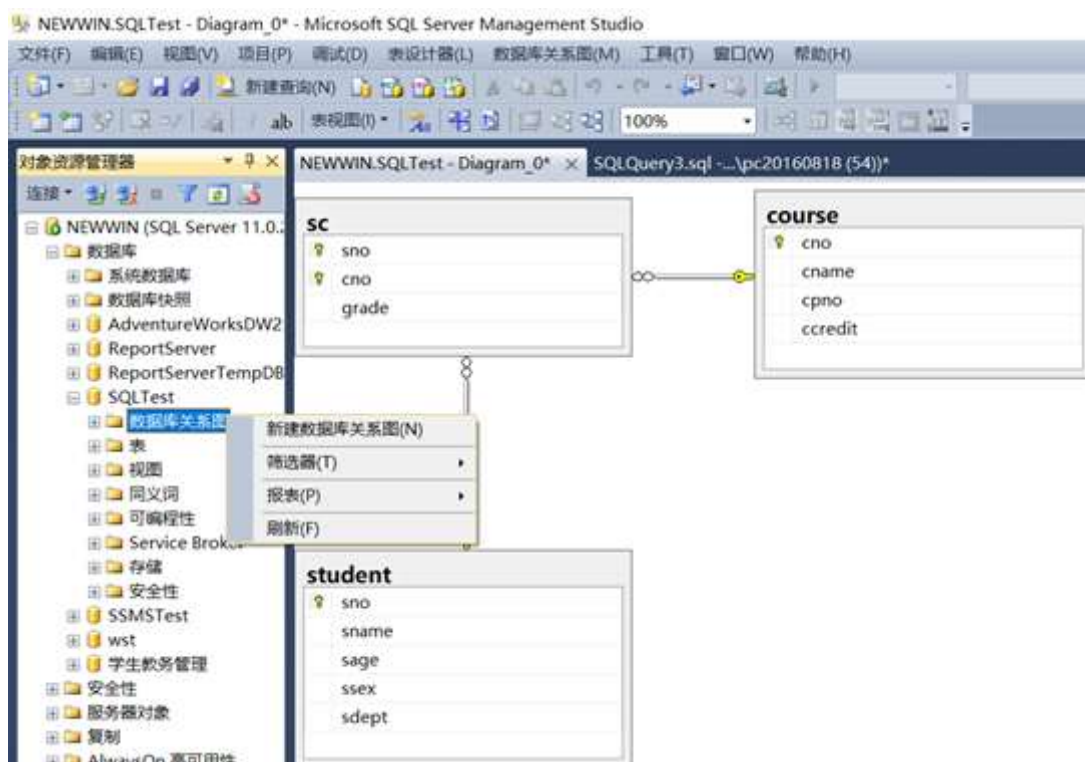 NEWWIN.SQLTest - Diagram_0* - Microsoft SQL Server Management Studio
文件(F) 编辑(E) 视图(V) 项目(P) 调试(D) 表设计器(L) 数据库关系图(M) 工具(T) 窗口(W) 帮助(H)
新建查询(N)
ab 表视图(I) 100%
对象资源管理器
连接
NEWWIN (SQL Server 11.0.
数据库
系统数据库
数据库快照
AdventureWorksDW2
ReportServer
ReportServerTempDB
SQLTest
数据库关系图
表
视图
同义词
可编程性
Service Broker
存储
安全性
SSMSTest
wst
学生教务管理
安全性
服务器对象
复制
AlwaysOn 高可用性
NEWWIN.SQLTest - Diagram_0* SQLQuery3.sql -...\pc20160818 (54))*
sc
sno
cno
grade
course
cno
cname
cpno
ccredit
新建数据库关系图(N)
筛选器(T)
报表(P)
刷新(F)
student
sno
sname
sage
ssex
sdept